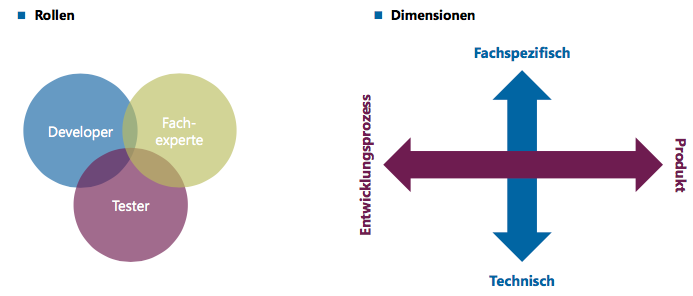 Rollen
Developer
Fach-
experte
Tester
Dimensionen
Fachspezifisch
Entwicklungsprozess
Produkt
Technisch